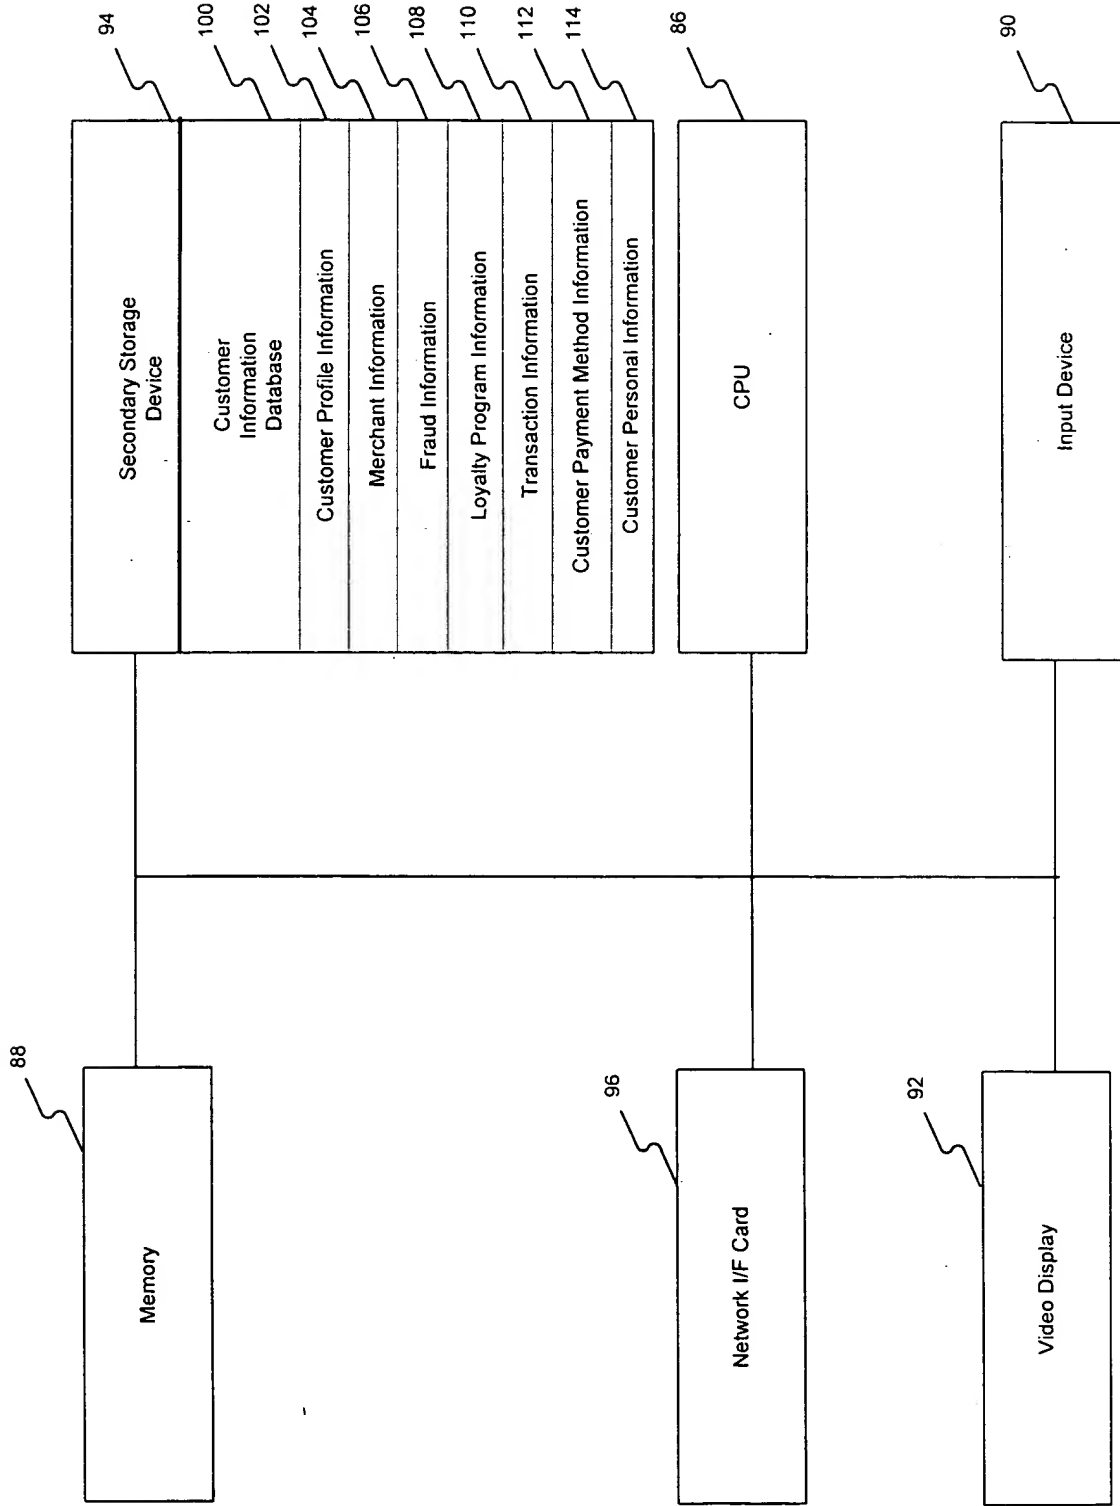 88
Memory
96
Network I/F Card
92
Video Display
94
Secondary Storage
Device
100
Customer
Information
Database
102
Customer Profile Information
104
Merchant Information
106
Fraud Information
108
Loyalty Program Information
110
Transaction Information
112
Customer Payment Method Information
114
Customer Personal Information
86
CPU
90
Input Device